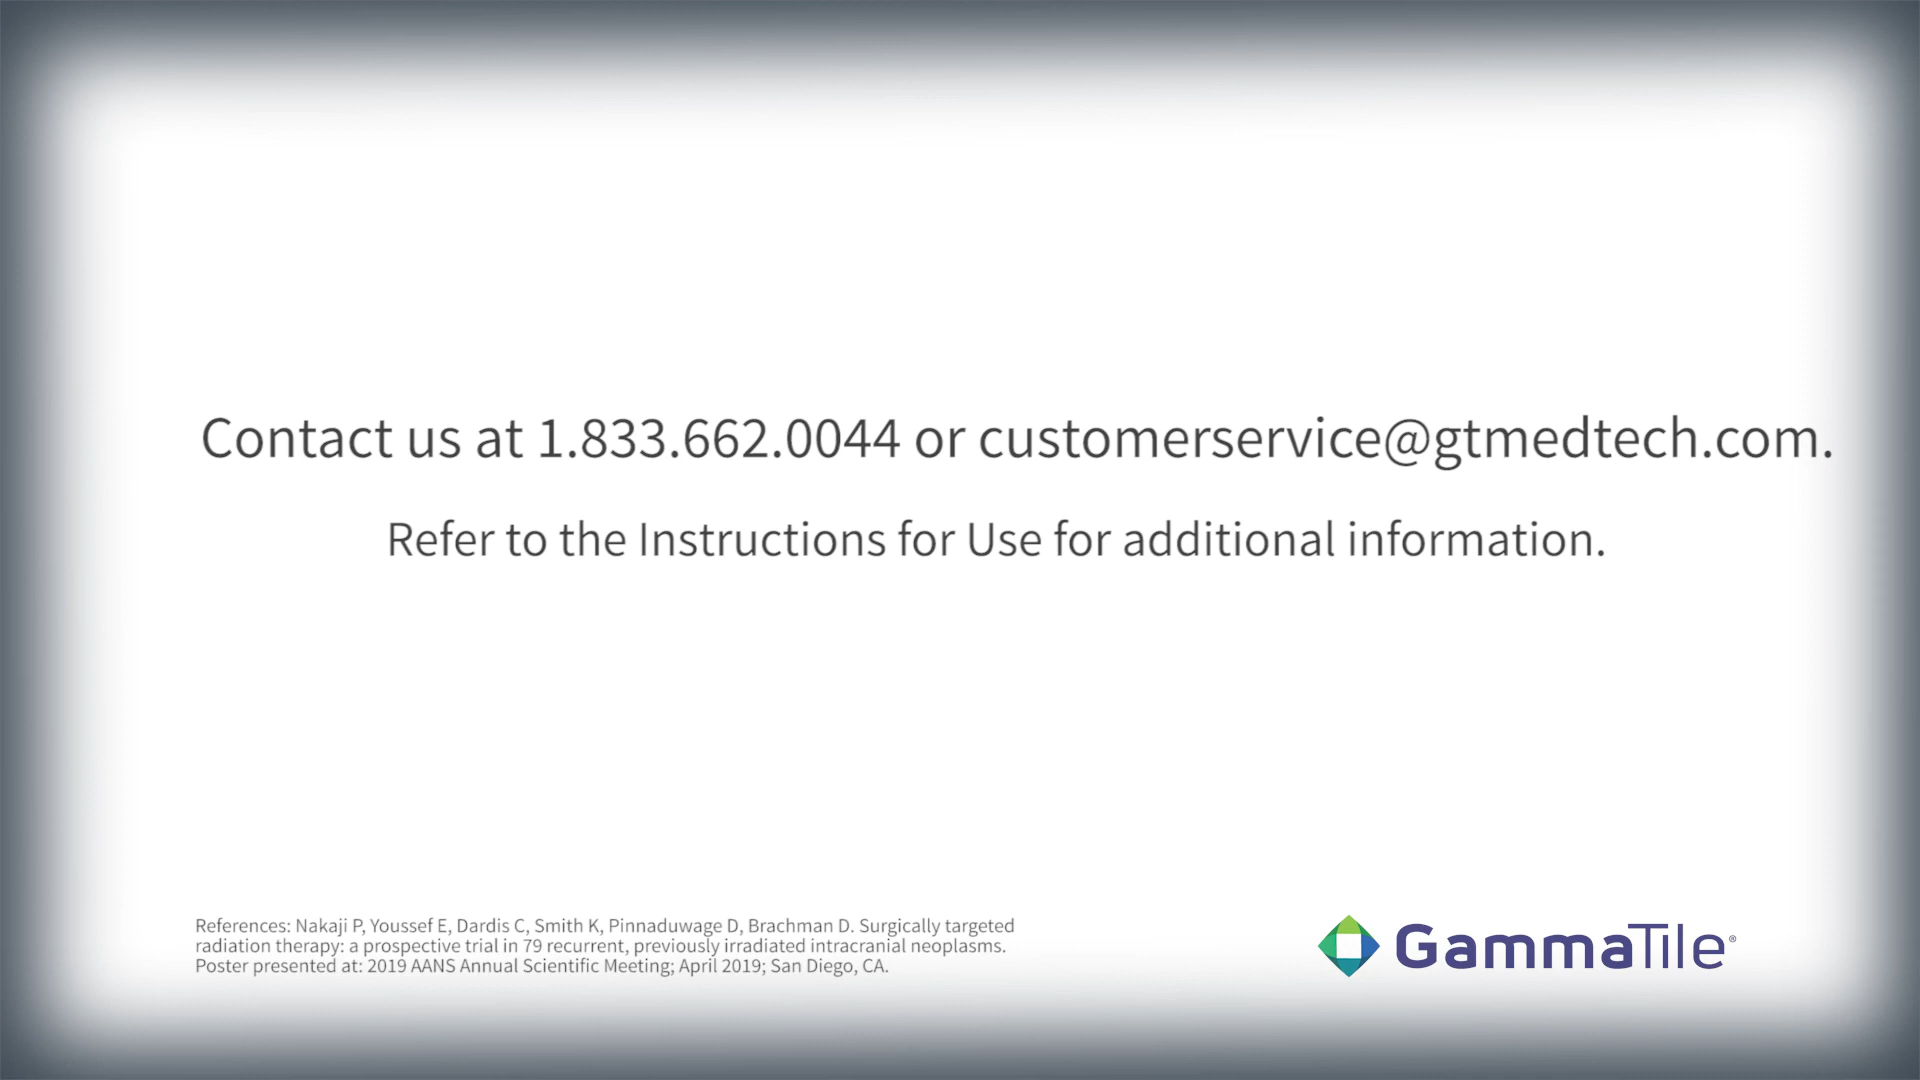 Contact us at 1.833.662.0044 or customerservice@gtmedtech.com.
Refer to the Instructions for Use for additional information.
References: Nakaji P, Youssef E, Dardis C, Smith K, Pinnaduwage D, Brachman D. Surgically targeted
radiation therapy: a prospective trial in 79 recurrent, previously irradiated intracranial neoplasms.
Poster presented at: 2019 AANS Annual Scientific Meeting; April 2019; San Diego, CA.
GammaTile®